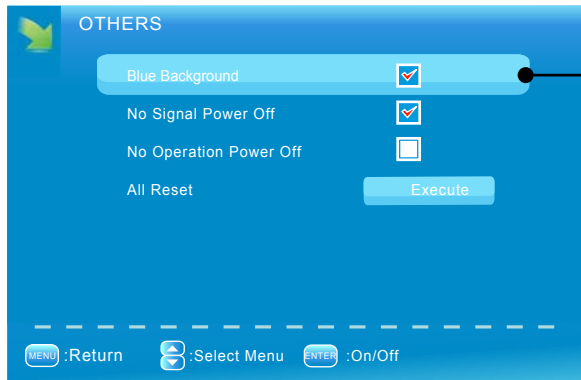 OTHERS
Blue Background
No Signal Power Off
No Operation Power Off
All Reset Execute
MENU :Return :Select Menu ENTER :On/Off